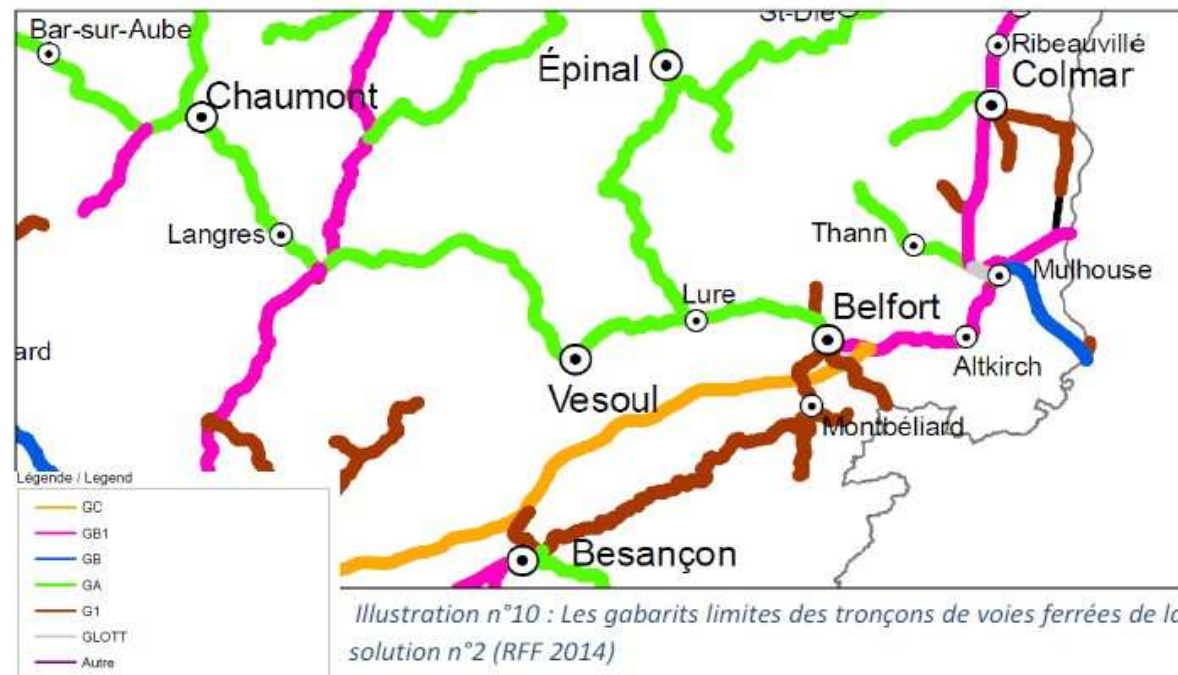 St-Dié
Bar-sur-Aube
Ribeauvillé
Épinal
Colmar
Chaumont
Langres
Thann
Mulhouse
Lure
Belfort
ard
Altkirch
Vesoul
Montbéliard
Besançon
Légende / Legend
GC
GB1
GB
GA
G1
GLOTT
Autre
Illustration n°10 : Les gabarits limites des tronçons de voies ferrées de la
solution n°2 (RFF 2014)